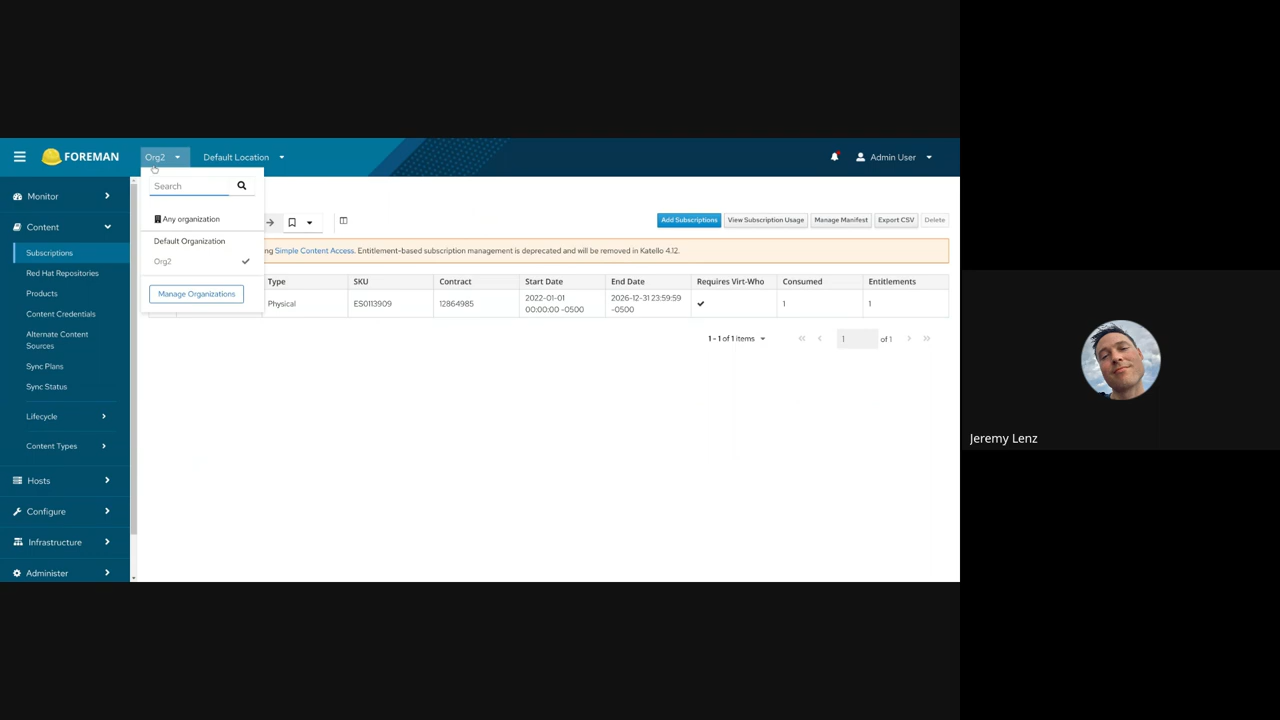 FOREMAN
Org2
Default Location
Admin User
Monitor
Content
Subscriptions
Red Hat Repositories
Products
Content Credentials
Alternate Content
Sources
Sync Plans
Sync Status
Lifecycle
Content Types
Hosts
Configure
Infrastructure
Administer
Search
Any organization
Default Organization
Org2
Manage Organizations
Add Subscriptions
View Subscription Usage
Manage Manifest
Export CSV
Delete
Simple Content Access. Entitlement-based subscription management is deprecated and will be removed in Katello 4.12.
Type SKU Contract Start Date End Date Requires Virt-Who Consumed Entitlements
Physical ES0113909 12864985 2022-01-01 2026-12-31 23:59:59 1 1
00:00:00 -0500 -0500
1 - 1 of 1 items
1 of 1
Jeremy Lenz